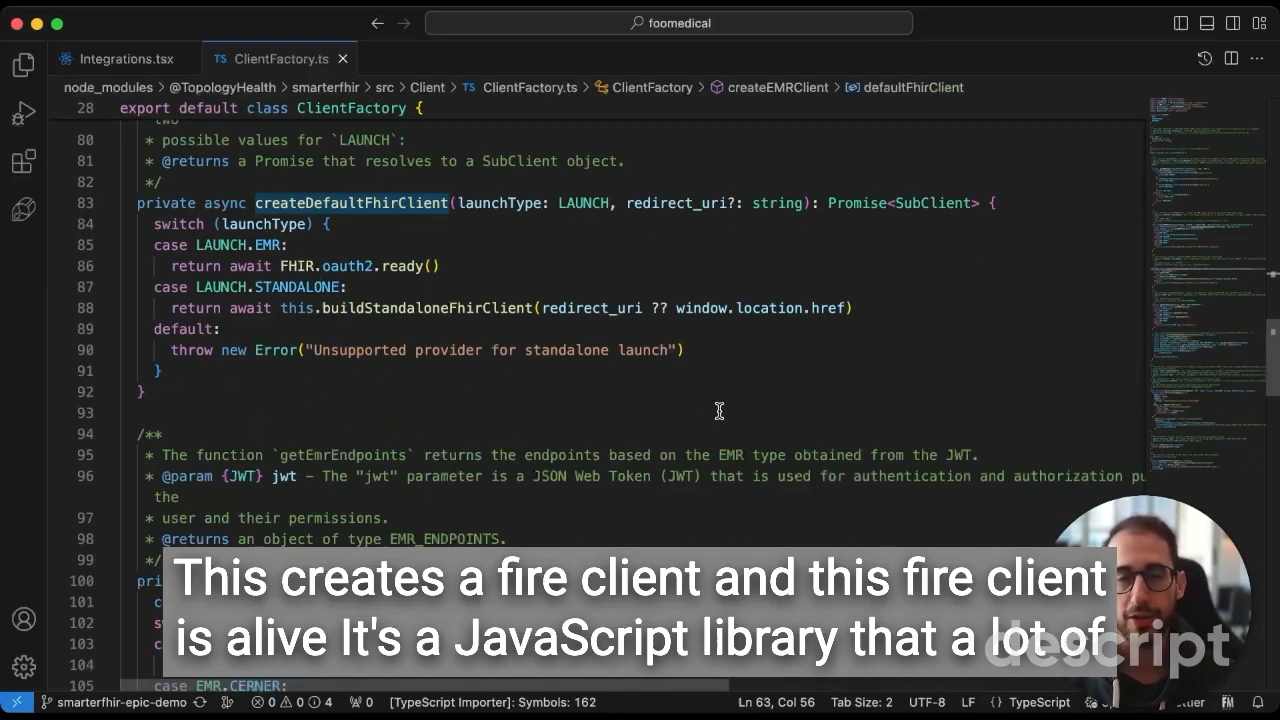 foomedical
Integrations.tsx
TS ClientFactory.ts
node_modules > @TopologyHealth > smarterfhir > src > Client > TS ClientFactory.ts > ClientFactory > createEMRClient > defaultFhirClient
28 export default class ClientFactory {
two
80 * possible values for `LAUNCH`:
81 * @returns a Promise that resolves to a SubClient object.
82 */
83 private async createDefaultFhirClient(launchType: LAUNCH, redirect_uri?: string): Promise<SubClient> {
84 switch (launchType) {
85 case LAUNCH.EMR:
86 return await FHIR.oauth2.ready()
87 case LAUNCH.STANDALONE:
88 return await this.buildStandaloneFhirclient(redirect_uri ?? window.location.href)
89 default:
90 throw new Error("Unsupported provider for standalone launch")
91 }
92 }
93
94 /**
95 * The function `getEmrEndpoints` returns the endpoints based on the EMR type obtained from the JWT.
96 * @param {JWT} jwt - The "jwt" parameter is a JSON Web Token (JWT) that is used for authentication and authorization pu
the
97 * user and their permissions.
98 * @returns an object of type EMR_ENDPOINTS.
99 */
100 pri
101 c
102 s
103 c
104
105 case EMR.CERNER:
This creates a fire client and this fire client
is alive It's a JavaScript library that a lot of
descript
smarterfhir-epic-demo 0 0 4 0 [TypeScript Importer]: Symbols: 162 Ln 63, Col 56 Tab Size: 2 UTF-8 LF {} TypeScript